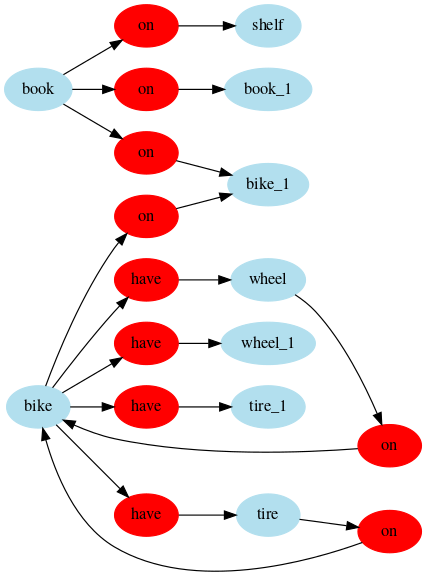 on
shelf
book
on
book_1
on
bike_1
on
have
wheel
have
wheel_1
bike
have
tire_1
on
have
tire
on